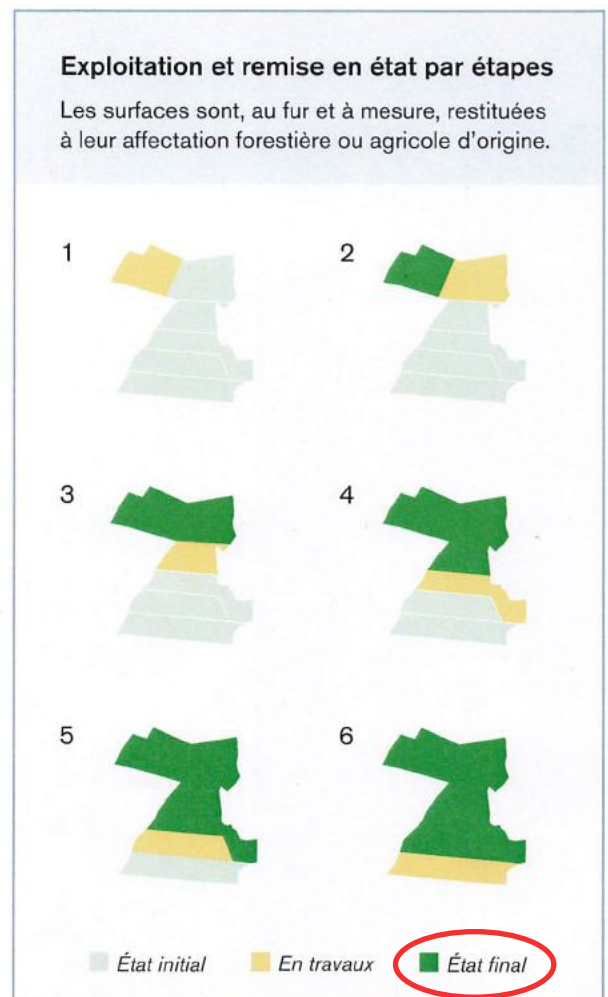 Exploitation et remise en état par étapes
Les surfaces sont, au fur et à mesure, restituées
à leur affectation forestière ou agricole d'origine.
1
2
3
4
5
6
État initial
En travaux
État final